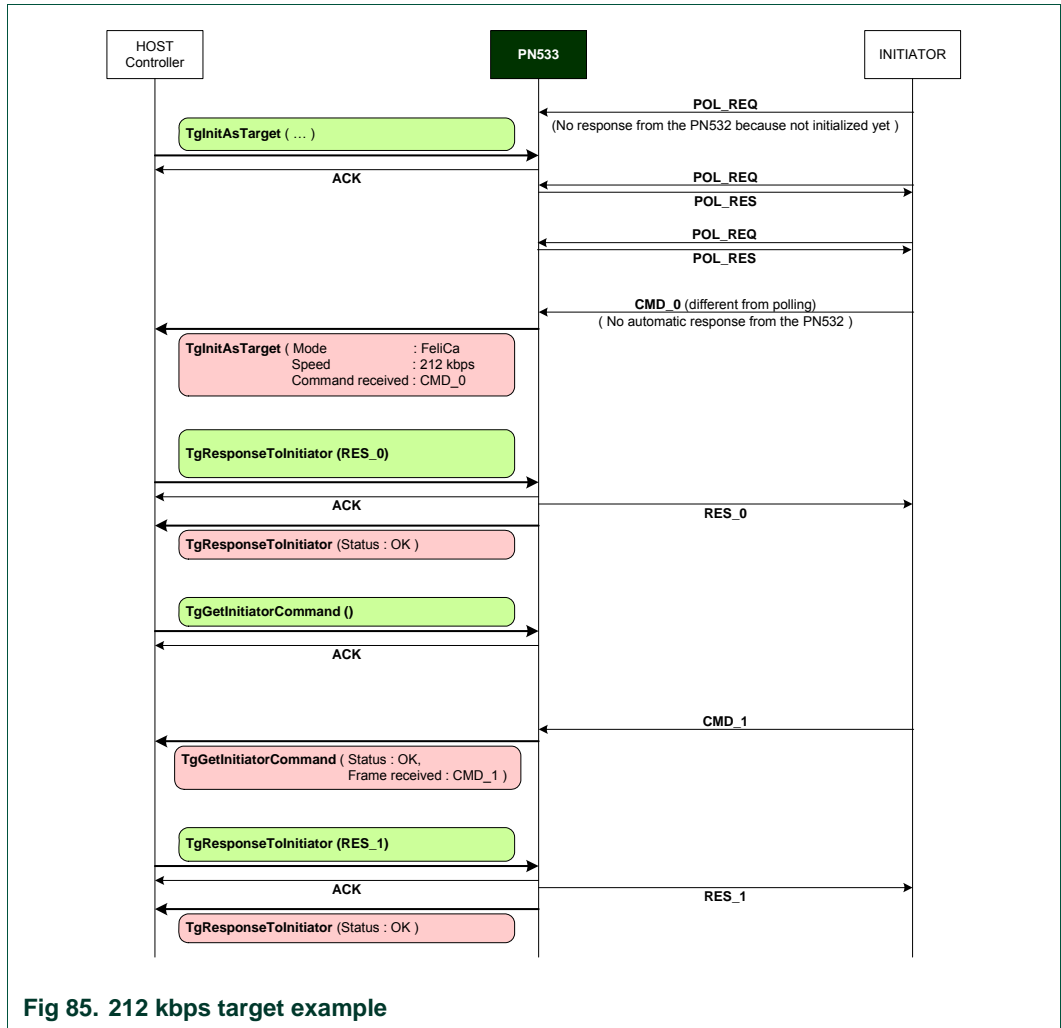 HOST
Controller
PN533
INITIATOR
POL_REQ
(No response from the PN532 because not initialized yet )
TgInitAsTarget ( … )
ACK
POL_REQ
POL_RES
POL_REQ
POL_RES
CMD_0 (different from polling)
( No automatic response from the PN532 )
TgInitAsTarget ( Mode : FeliCa
Speed : 212 kbps
Command received : CMD_0
TgResponseToInitiator (RES_0)
ACK
RES_0
TgResponseToInitiator (Status : OK )
TgGetInitiatorCommand ()
ACK
CMD_1
TgGetInitiatorCommand ( Status : OK,
Frame received : CMD_1 )
TgResponseToInitiator (RES_1)
ACK
RES_1
TgResponseToInitiator (Status : OK )
Fig 85. 212 kbps target example